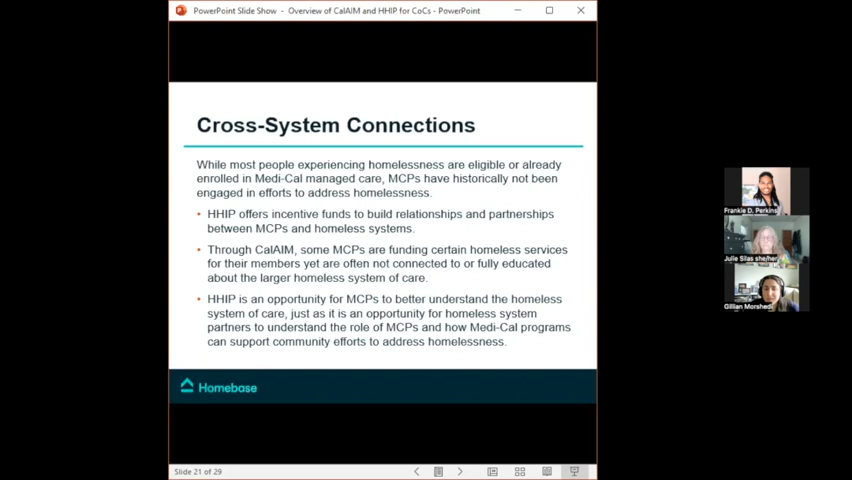 PowerPoint Slide Show - Overview of CalAIM and HHIP for CoCs - PowerPoint
Cross-System Connections
While most people experiencing homelessness are eligible or already
enrolled in Medi-Cal managed care, MCPs have historically not been
engaged in efforts to address homelessness.
• HHIP offers incentive funds to build relationships and partnerships
between MCPs and homeless systems.
• Through CalAIM, some MCPs are funding certain homeless services
for their members yet are often not connected to or fully educated
about the larger homeless system of care.
• HHIP is an opportunity for MCPs to better understand the homeless
system of care, just as it is an opportunity for homeless system
partners to understand the role of MCPs and how Medi-Cal programs
can support community efforts to address homelessness.
Homebase
Slide 21 of 29
Frankie D. Perkins
Julie Silas she/her
Gillian Morshedi